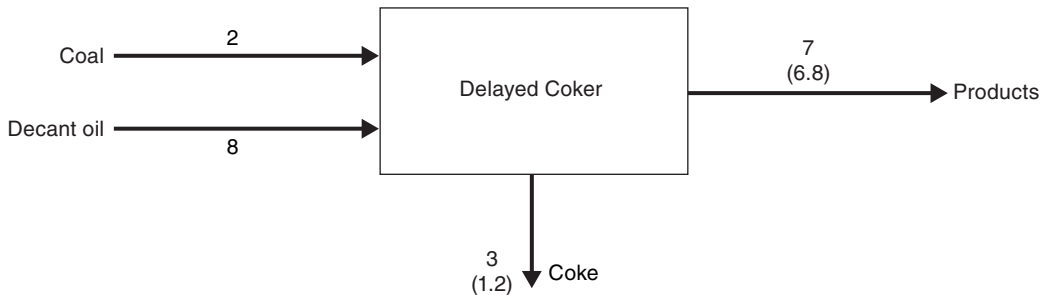 Coal
2
Decant oil
8
Delayed Coker
7
(6.8)
Products
3
(1.2)
Coke